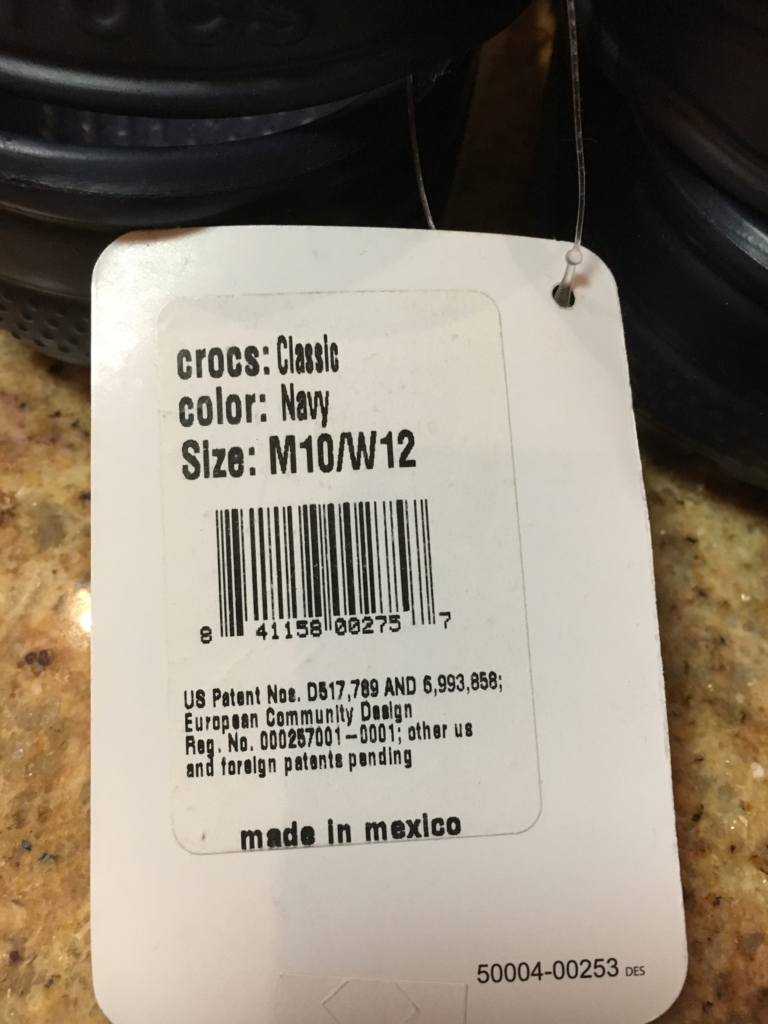 crocs
crocs: Classic
color: Navy
Size: M10/W12
8 41158 00275 7
US Patent Nos. D517,789 AND 6,993,858;
European Community Design
Reg. No. 000257001-0001; other us
and foreign patents pending
made in mexico
50004-00253 DES